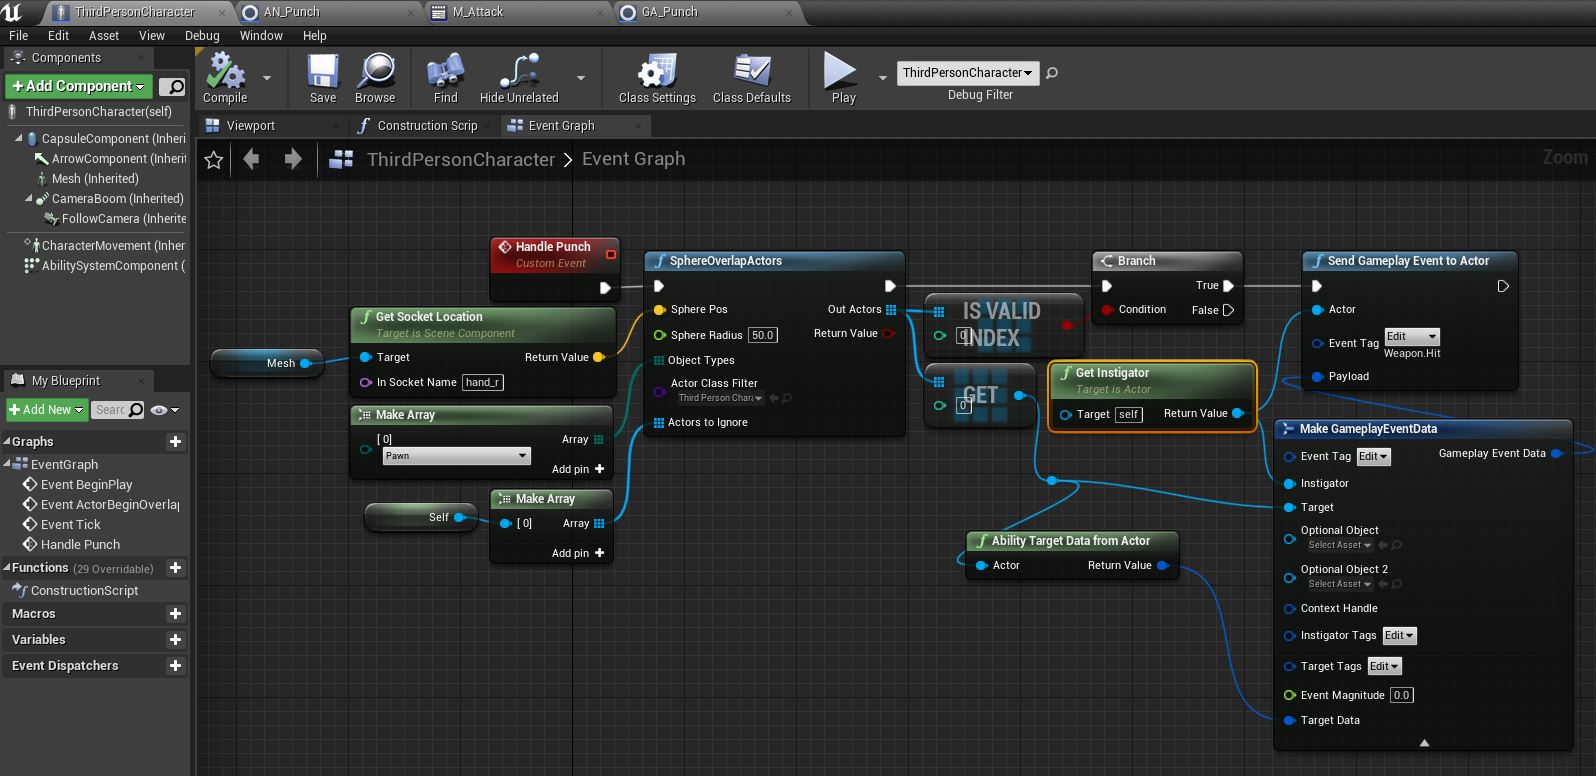 ThirdPersonCharacter
AN_Punch
M_Attack
GA_Punch
File Edit Asset View Debug Window Help
Components
+Add Component
ThirdPersonCharacter(self)
CapsuleComponent (Inheri
ArrowComponent (Inherit
Mesh (Inherited)
CameraBoom (Inherited)
FollowCamera (Inherite
CharacterMovement (Inher
AbilitySystemComponent (
Compile
Save
Browse
Find
Hide Unrelated
Class Settings
Class Defaults
Play
ThirdPersonCharacter
Debug Filter
Viewport
Construction Scrip
Event Graph
ThirdPersonCharacter > Event Graph
Zoom
My Blueprint
+Add New
Searc
Graphs
EventGraph
Event BeginPlay
Event ActorBeginOverlap
Event Tick
Handle Punch
Functions (29 Overridable)
ConstructionScript
Macros
Variables
Event Dispatchers
Handle Punch
Custom Event
Get Socket Location
Target is Scene Component
Target
Return Value
In Socket Name hand_r
Mesh
Make Array
[0]
Pawn
Array
Add pin +
Self
Make Array
[0]
Array
Add pin +
SphereOverlapActors
Sphere Pos
Out Actors
Sphere Radius 50.0
Return Value
Object Types
Actor Class Filter
Third Person Chara
Actors to Ignore
IS VALID
INDEX
0
GET
0
Branch
True
Condition
False
Get Instigator
Target is Actor
Target self
Return Value
Ability Target Data from Actor
Actor
Return Value
Send Gameplay Event to Actor
Actor
Event Tag Edit
Weapon.Hit
Payload
Make GameplayEventData
Event Tag Edit
Gameplay Event Data
Instigator
Target
Optional Object
Select Asset
Optional Object 2
Select Asset
Context Handle
Instigator Tags Edit
Target Tags Edit
Event Magnitude 0.0
Target Data